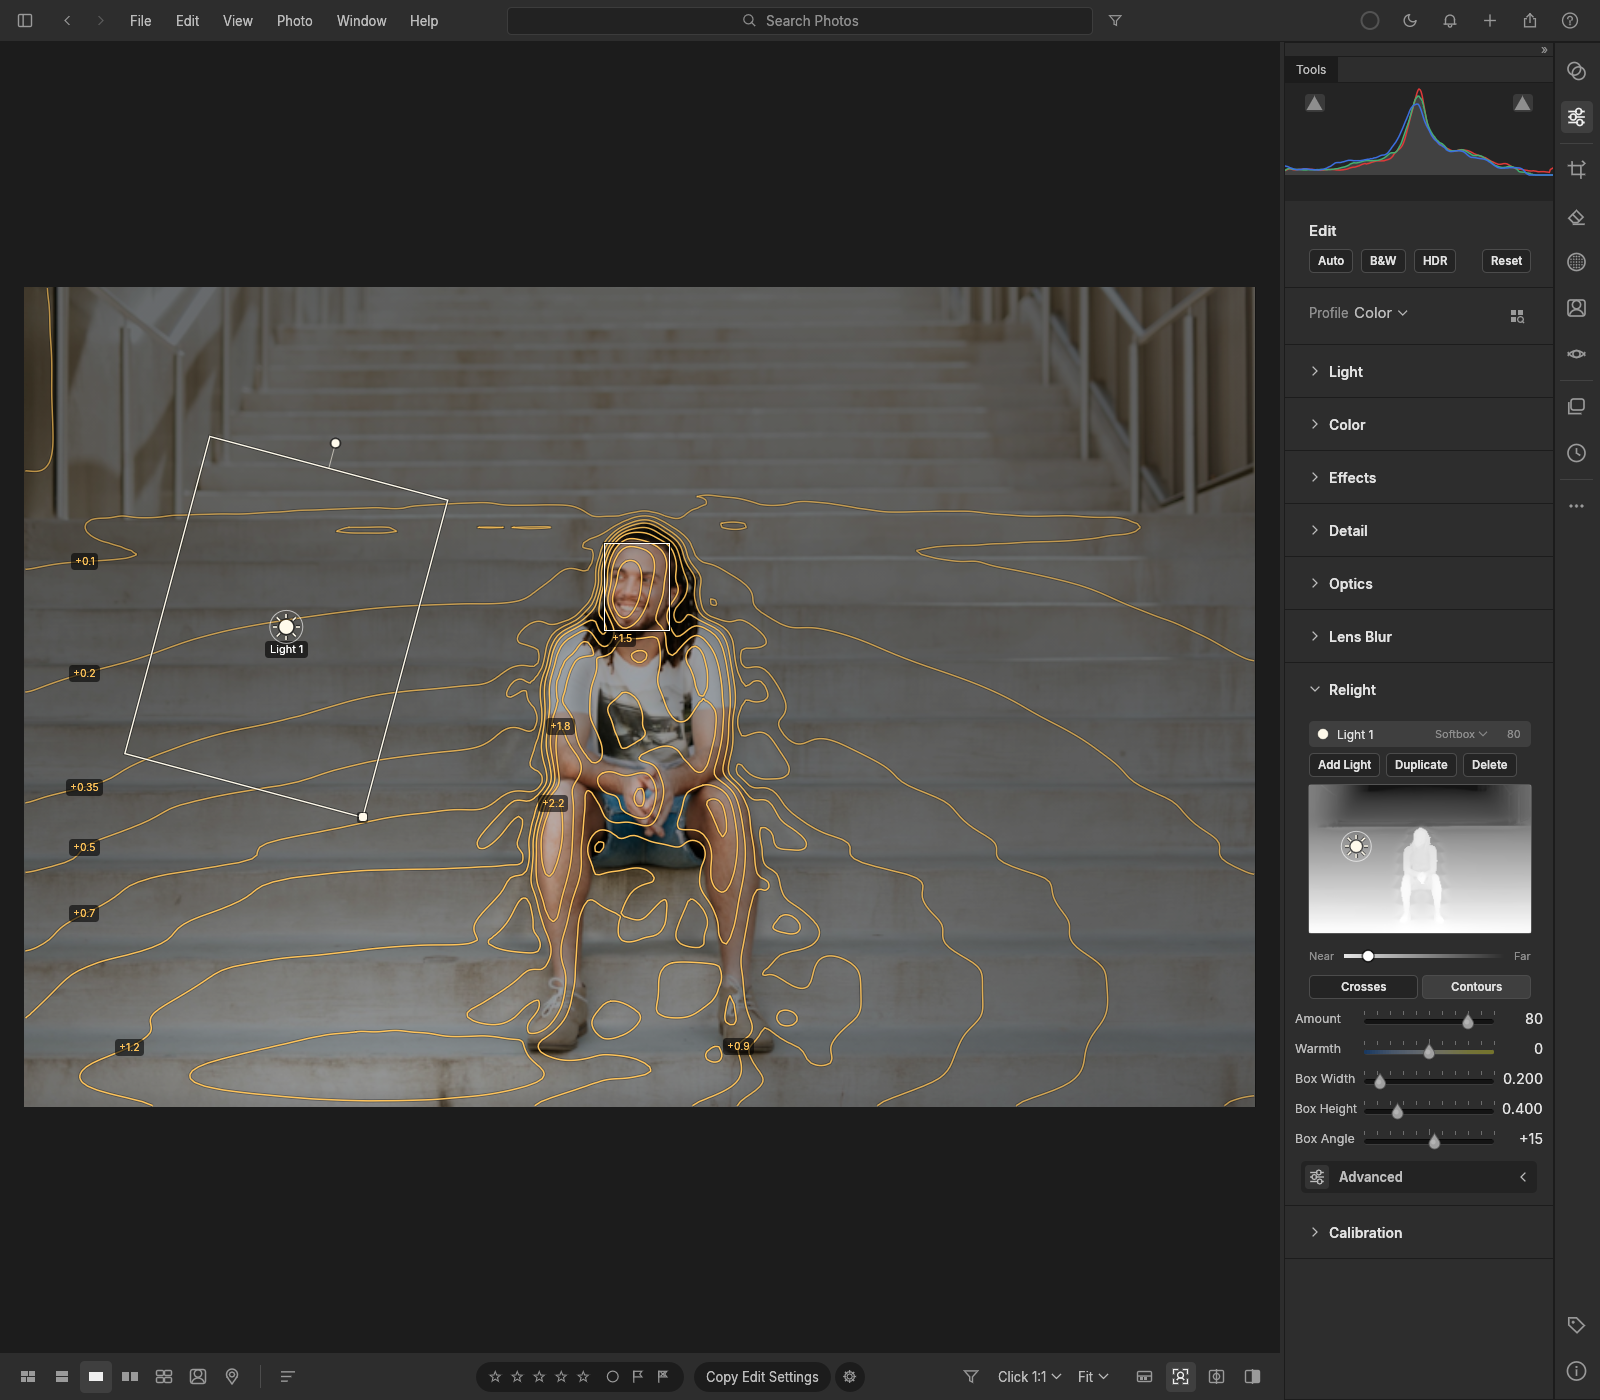 File Edit View Photo Window Help Search Photos
Tools
Edit
Auto B&W HDR Reset
Profile Color
Light
Color
Effects
Detail
Optics
Lens Blur
Relight
Light 1 Softbox 80
Add Light Duplicate Delete
Near Far
Crosses Contours
Amount 80
Warmth 0
Box Width 0.200
Box Height 0.400
Box Angle +15
Advanced
Calibration
+0.1
Light 1
+1.5
+0.2
+1.8
+0.35
+2.2
+0.5
+0.7
+1.2
+0.9
Copy Edit Settings
Click 1:1 Fit